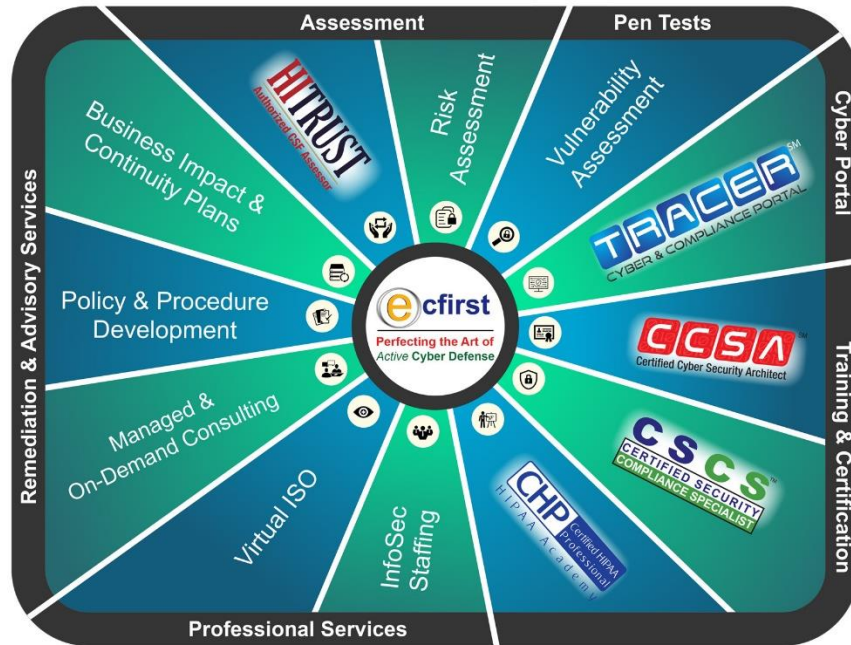 Assessment
Pen Tests
Cyber Portal
Training & Certification
Professional Services
Remediation & Advisory Services
HITRUST
Authorized CSF Assessor
Risk
Assessment
Vulnerability
Assessment
TRACER SM
CYBER & COMPLIANCE PORTAL
CCSA TM
Certified Cyber Security Architect
CSCS TM
CERTIFIED SECURITY
COMPLIANCE SPECIALIST
CHP
Certified HIPAA
Professional
HIPAA Academy
InfoSec
Staffing
Virtual ISO
Managed &
On-Demand Consulting
Policy & Procedure
Development
Business Impact &
Continuity Plans
ecfirst
Perfecting the Art of
Active Cyber Defense